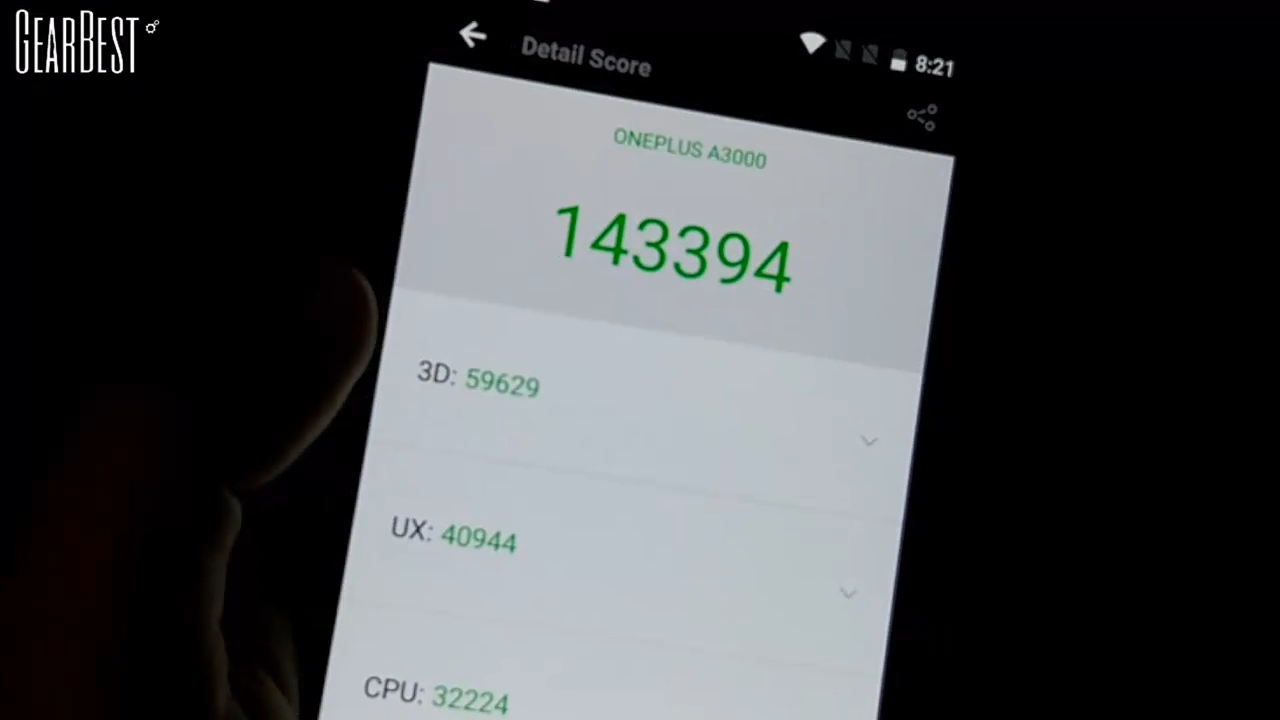 GEARBEST
Detail Score
8:21
ONEPLUS A3000
143394
3D: 59629
UX: 40944
CPU: 32224